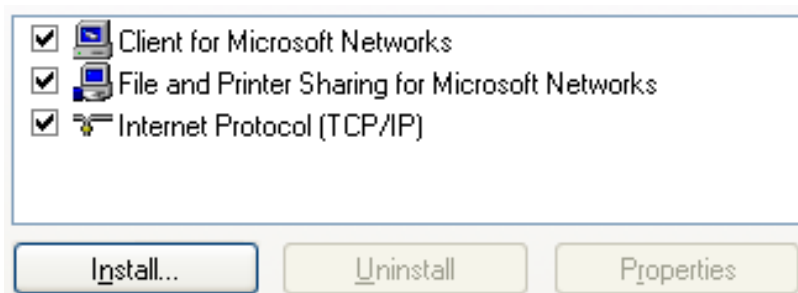 Client for Microsoft Networks
File and Printer Sharing for Microsoft Networks
Internet Protocol (TCP/IP)
Install... Uninstall Properties